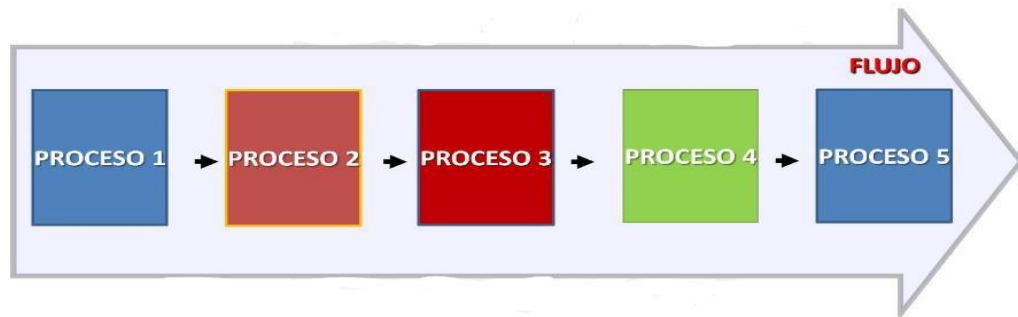 FLUJO
PROCESO 1
PROCESO 2
PROCESO 3
PROCESO 4
PROCESO 5